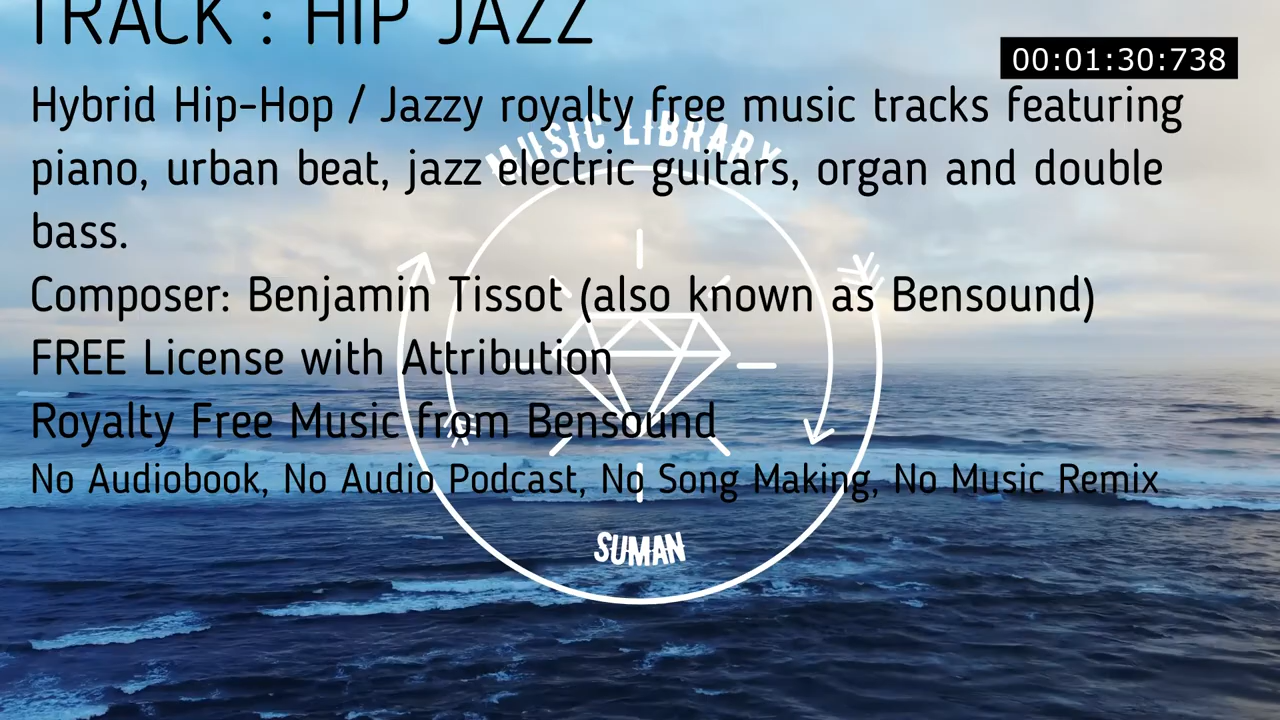 TRACK : HIP JAZZ
00:01:30:738
Hybrid Hip-Hop / Jazzy royalty free music tracks featuring
piano, urban beat, jazz electric guitars, organ and double
bass.
Composer: Benjamin Tissot (also known as Bensound)
FREE License with Attribution
Royalty Free Music from Bensound
No Audiobook, No Audio Podcast, No Song Making, No Music Remix
MUSIC LIBRARY
SUMAN